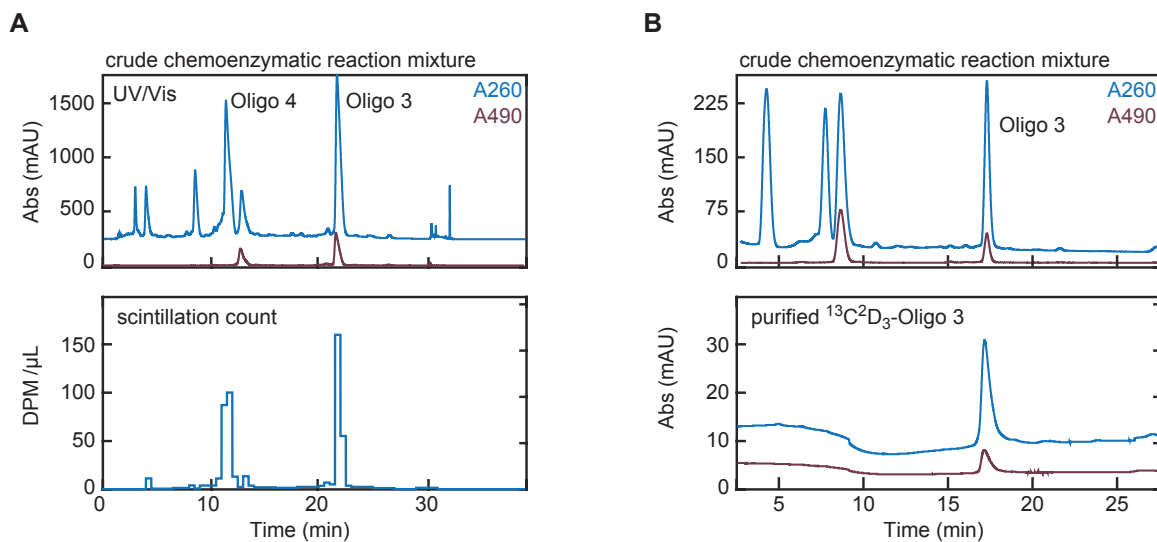 A
crude chemoenzymatic reaction mixture
UV/Vis
Oligo 4
Oligo 3
A260
A490
1500
1000
500
0
Abs (mAU)
scintillation count
150
100
50
0
DPM /µL
0 10 20 30
Time (min)
B
crude chemoenzymatic reaction mixture
A260
A490
Oligo 3
225
150
75
0
Abs (mAU)
purified ¹³C²D₃-Oligo 3
30
20
10
0
Abs (mAU)
5 10 15 20 25
Time (min)